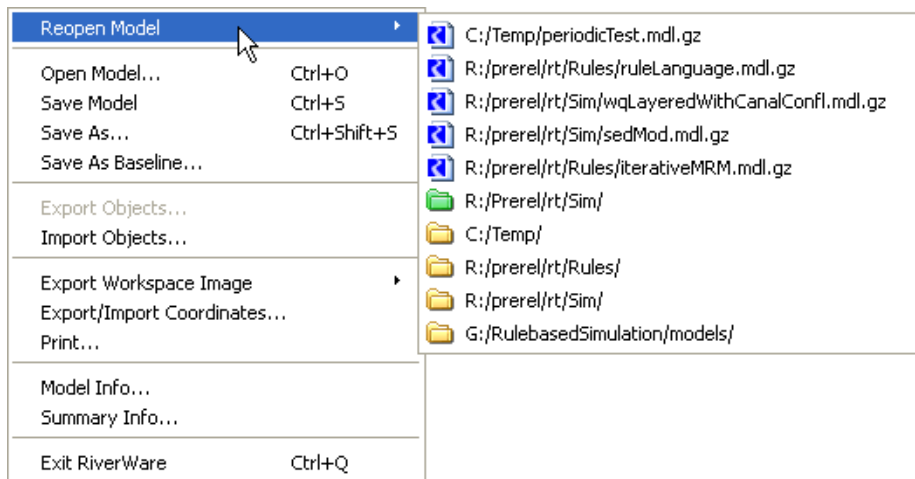 Reopen Model
Open Model... Ctrl+O
Save Model Ctrl+S
Save As... Ctrl+Shift+S
Save As Baseline...
Export Objects...
Import Objects...
Export Workspace Image
Export/Import Coordinates...
Print...
Model Info...
Summary Info...
Exit RiverWare Ctrl+Q
C:/Temp/periodicTest.mdl.gz
R:/prerel/rt/Rules/ruleLanguage.mdl.gz
R:/prerel/rt/Sim/wqLayeredWithCanalConfl.mdl.gz
R:/prerel/rt/Sim/sedMod.mdl.gz
R:/prerel/rt/Rules/iterativeMRM.mdl.gz
R:/Prerel/rt/Sim/
C:/Temp/
R:/prerel/rt/Rules/
R:/prerel/rt/Sim/
G:/RulebasedSimulation/models/